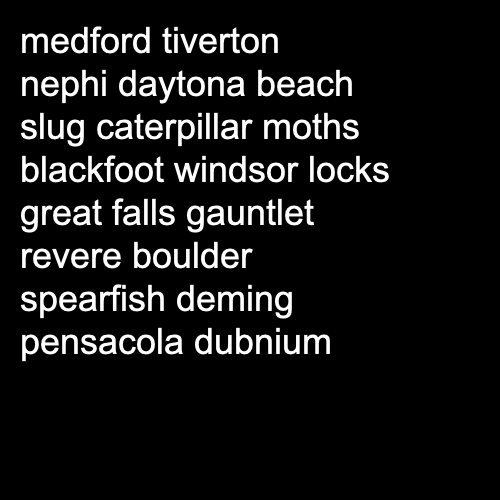 medford tiverton
nephi daytona beach
slug caterpillar moths
blackfoot windsor locks
great falls gauntlet
revere boulder
spearfish deming
pensacola dubnium